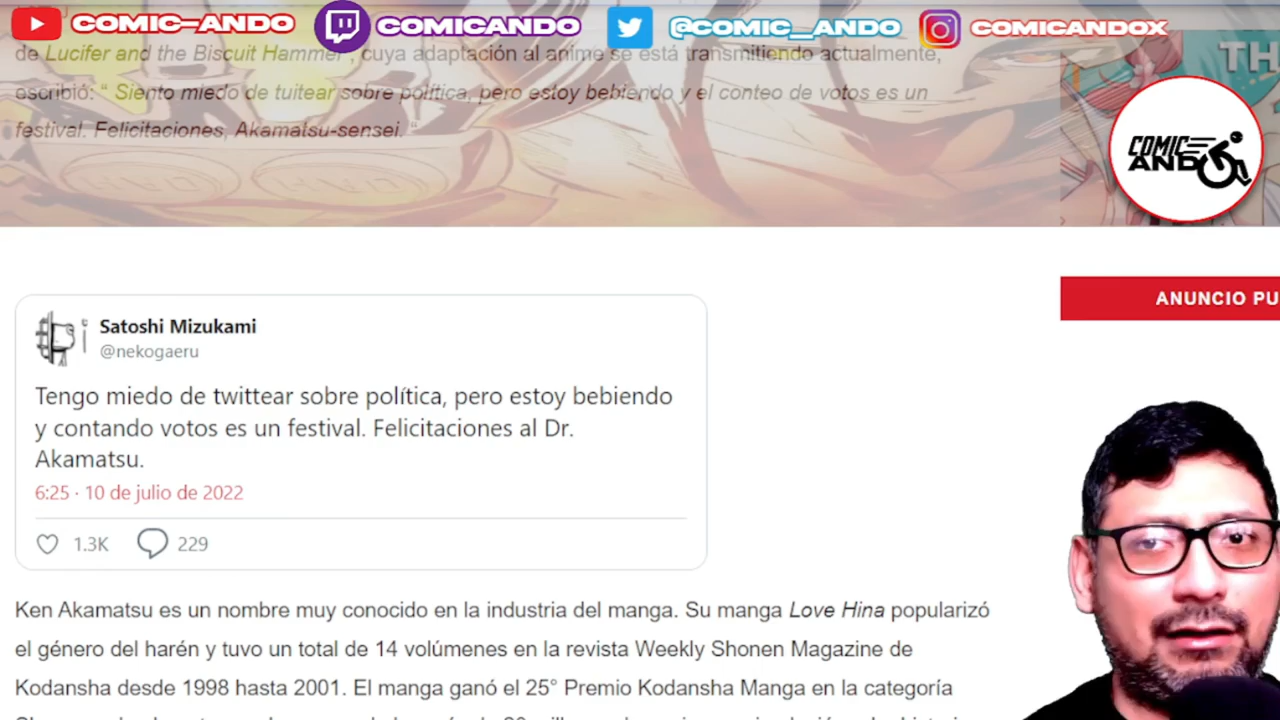 COMIC-ANDO
COMICANDO
@COMIC_ANDO
COMICANDOX
de Lucifer and the Biscuit Hammer , cuya adaptación al anime se está transmitiendo actualmente,
escribió: “ Siento miedo de tuitear sobre política, pero estoy bebiendo y el conteo de votos es un
festival. Felicitaciones, Akamatsu-sensei. “
TH
COMIC
ANDO
ANUNCIO PU
Satoshi Mizukami
@nekogaeru
Tengo miedo de twittear sobre política, pero estoy bebiendo
y contando votos es un festival. Felicitaciones al Dr.
Akamatsu.
6:25 · 10 de julio de 2022
1.3K 229
Ken Akamatsu es un nombre muy conocido en la industria del manga. Su manga Love Hina popularizó
el género del harén y tuvo un total de 14 volúmenes en la revista Weekly Shonen Magazine de
Kodansha desde 1998 hasta 2001. El manga ganó el 25° Premio Kodansha Manga en la categoría